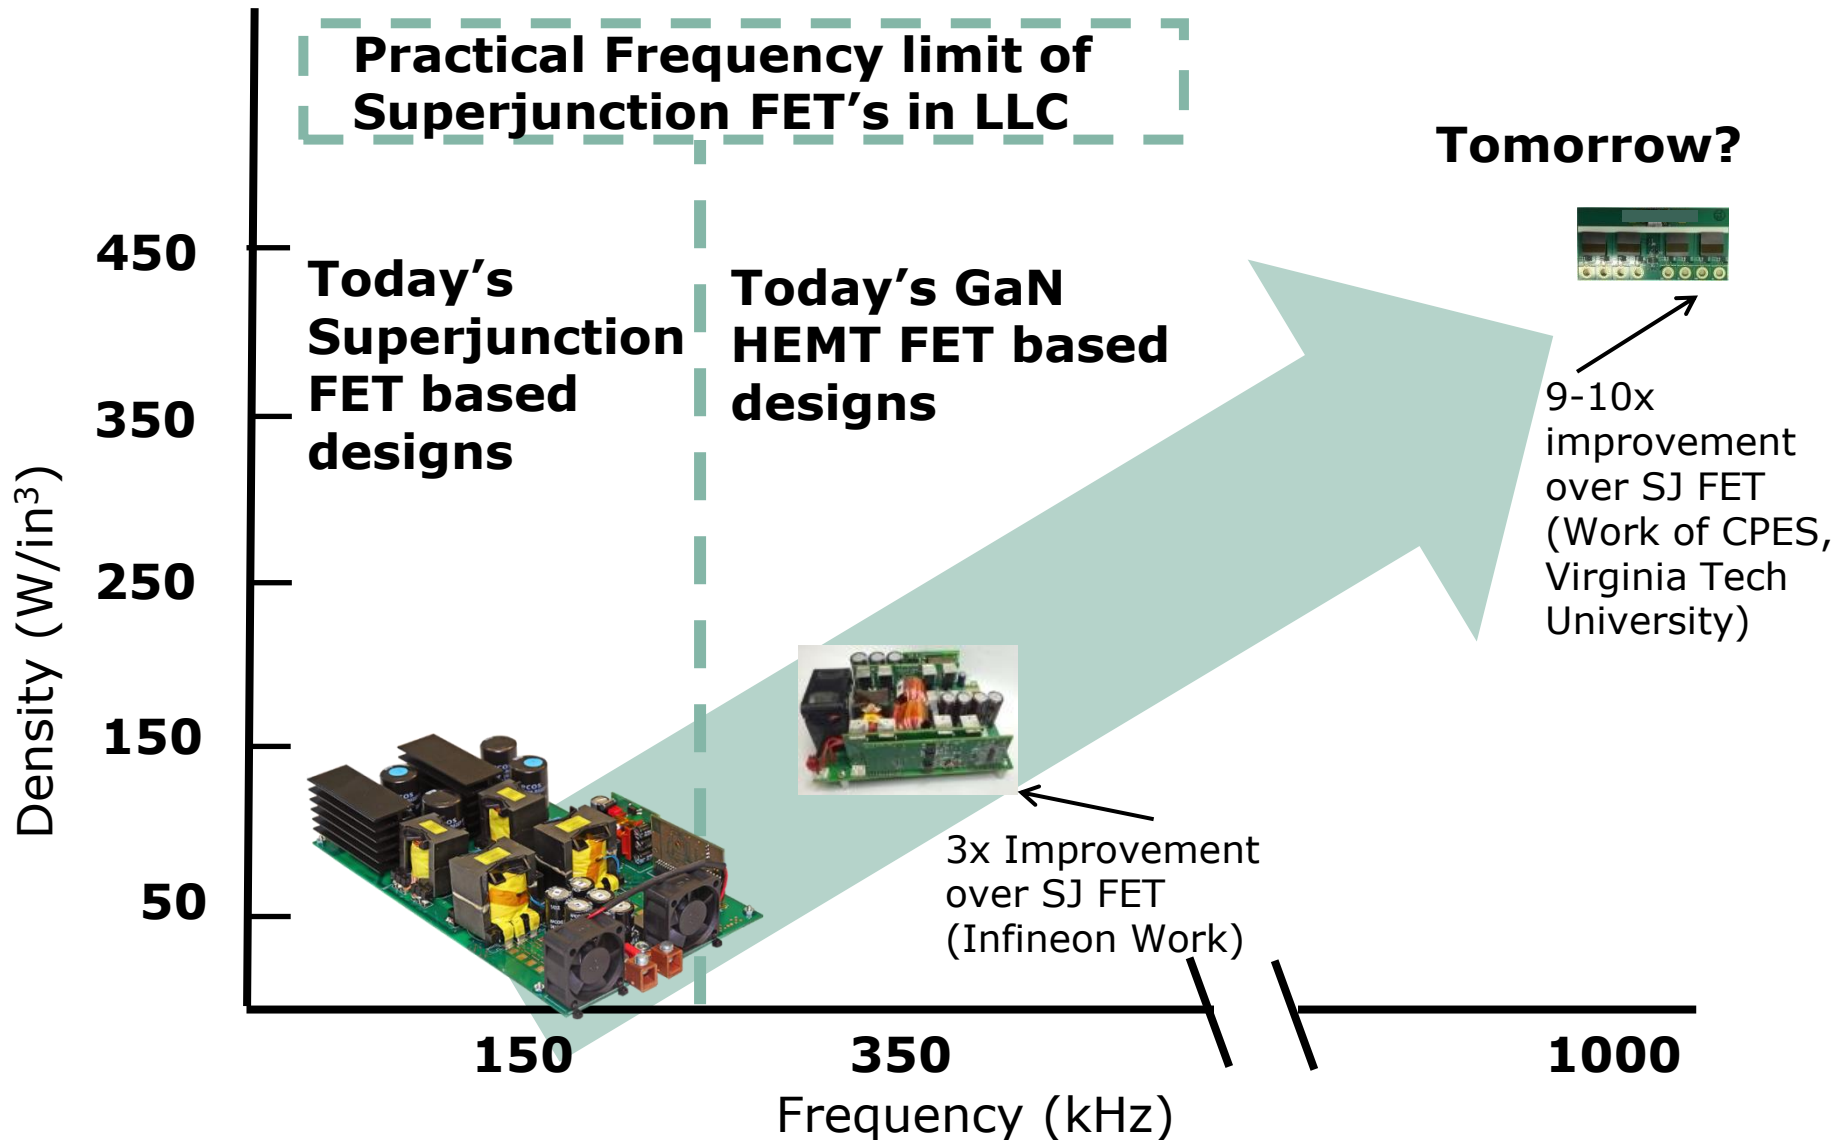 Practical Frequency limit of
Superjunction FET’s in LLC
Tomorrow?
Today’s
Superjunction
FET based
designs
Today’s GaN
HEMT FET based
designs
9-10x
improvement
over SJ FET
(Work of CPES,
Virginia Tech
University)
3x Improvement
over SJ FET
(Infineon Work)
Density (W/in³)
450
350
250
150
50
150
350
1000
Frequency (kHz)